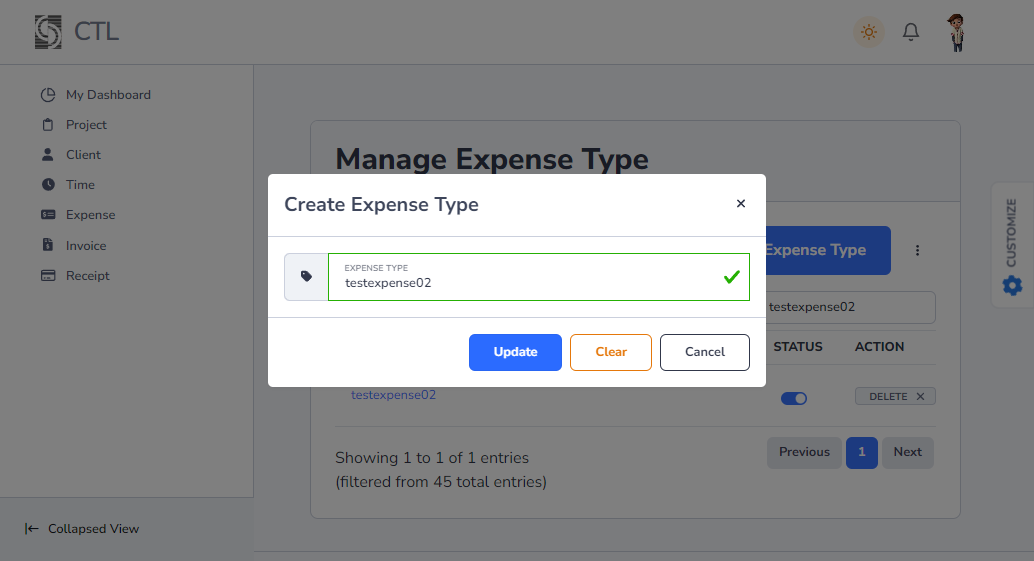 CTL
My Dashboard
Project
Client
Time
Expense
Invoice
Receipt
Collapsed View
Manage Expense Type
Create Expense Type
EXPENSE TYPE
testexpense02
Update
Clear
Cancel
Expense Type
testexpense02
STATUS
ACTION
testexpense02
DELETE
Showing 1 to 1 of 1 entries
(filtered from 45 total entries)
Previous
1
Next
CUSTOMIZE